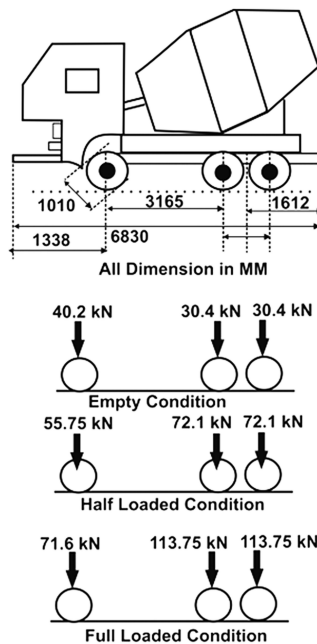 1010
3165
1612
1338
6830
All Dimension in MM
40.2 kN 30.4 kN 30.4 kN
Empty Condition
55.75 kN 72.1 kN 72.1 kN
Half Loaded Condition
71.6 kN 113.75 kN 113.75 kN
Full Loaded Condition